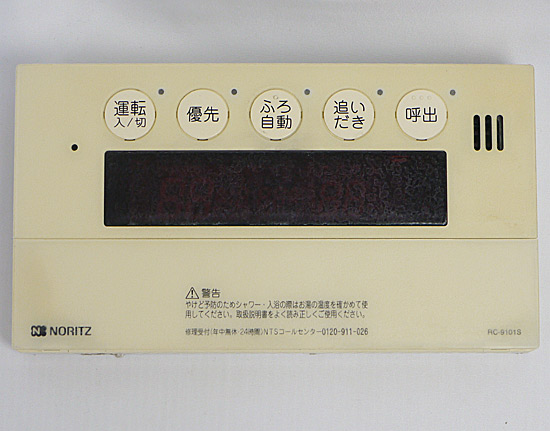 運転
入/切
優先
ふろ
自動
追い
だき
呼出
警告
やけど予防のためシャワー・入浴の際はお湯の温度を確かめて使
用してください。取扱説明書をよく読み正しくご使用ください。
修理受付(年中無休 24時間)NTSコールセンター0120-911-026
NORITZ
RC-9101S